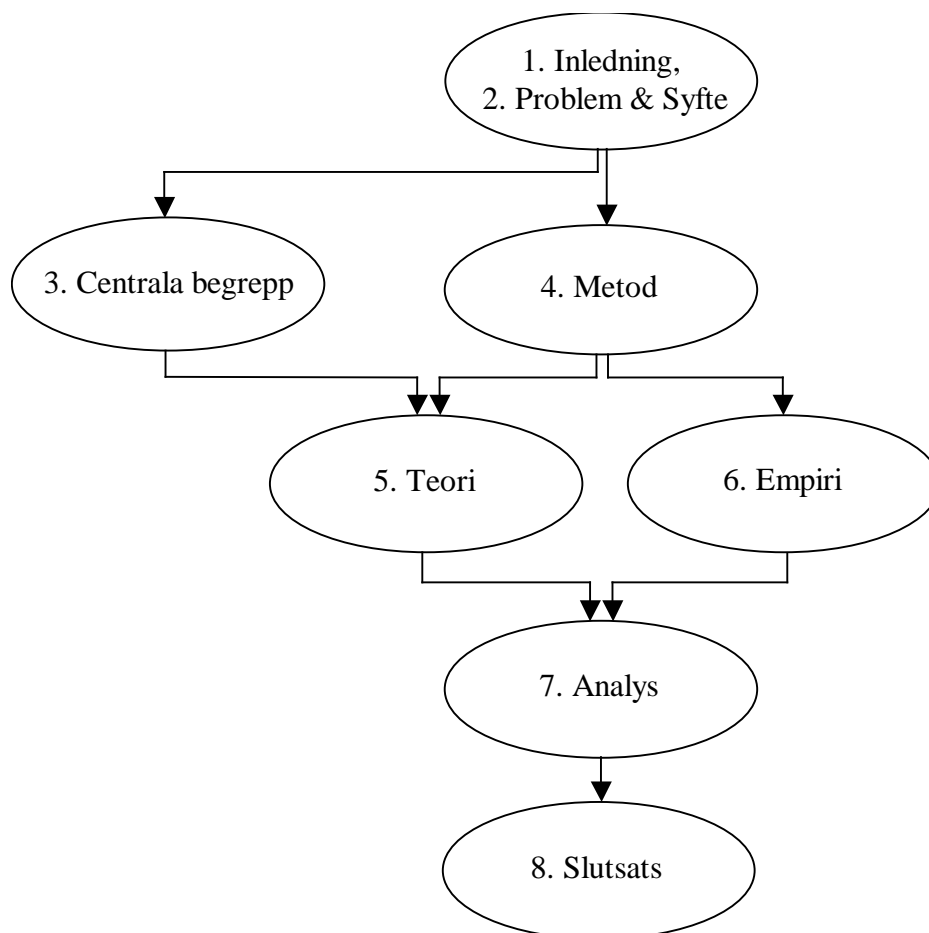 1. Inledning,
2. Problem & Syfte
3. Centrala begrepp
4. Metod
5. Teori
6. Empiri
7. Analys
8. Slutsats